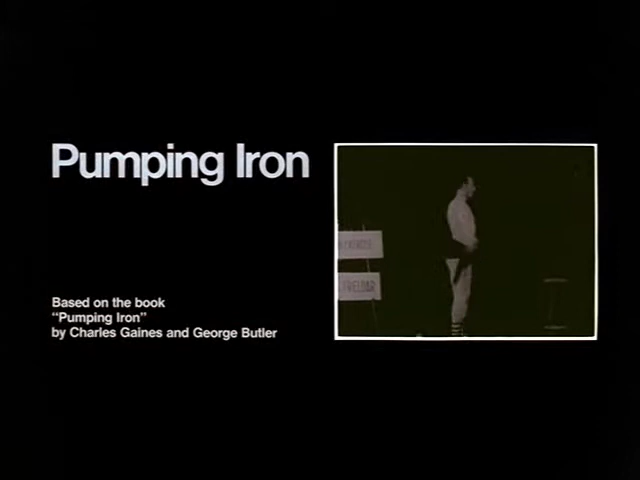 Pumping Iron
Based on the book
“Pumping Iron”
by Charles Gaines and George Butler